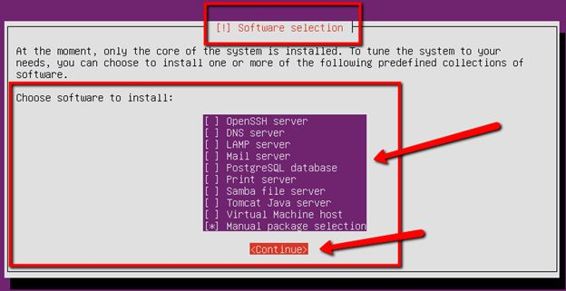 [!] Software selection
At the moment, only the core of the system is installed. To tune the system to your
needs, you can choose to install one or more of the following predefined collections of
software.
Choose software to install:
[ ] OpenSSH server
[ ] DNS server
[ ] LAMP server
[ ] Mail server
[ ] PostgreSQL database
[ ] Print server
[ ] Samba file server
[ ] Tomcat Java server
[ ] Virtual Machine host
[*] Manual package selection
<Continue>